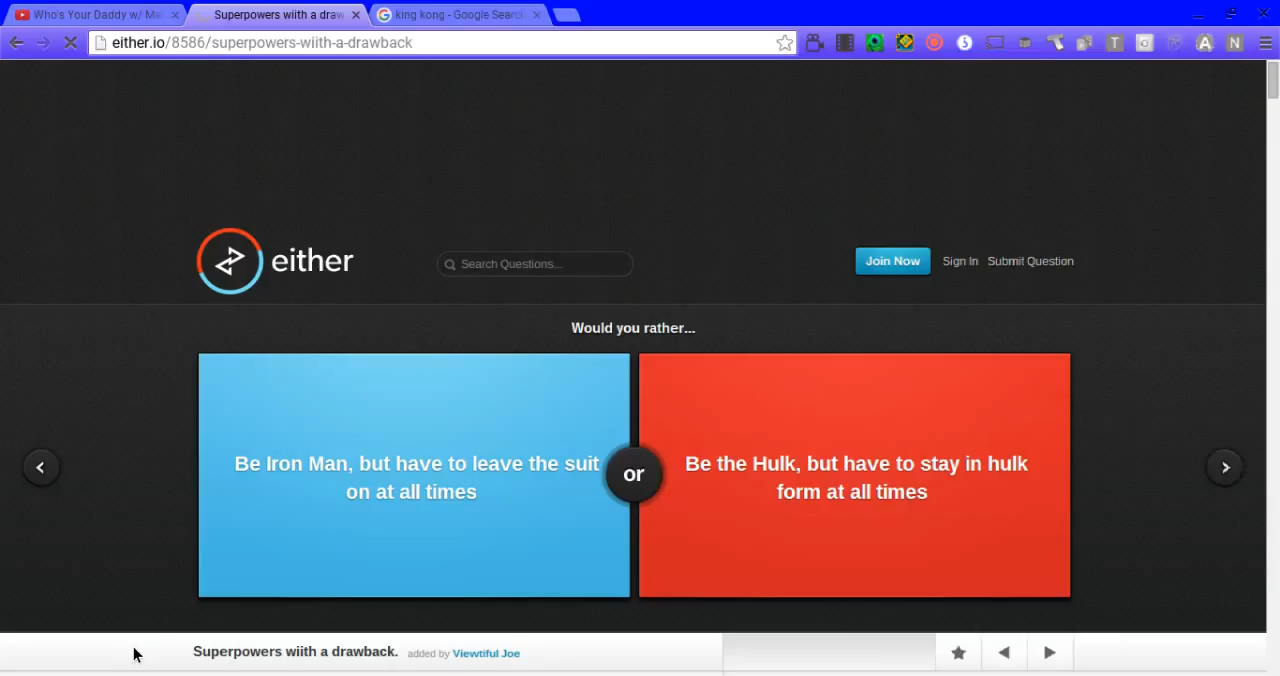 Who's Your Daddy w/ Ma
Superpowers wiith a draw
king kong - Google Searc
either.io/8586/superpowers-wiith-a-drawback
either
Search Questions...
Join Now
Sign In
Submit Question
Would you rather...
Be Iron Man, but have to leave the suit
on at all times
or
Be the Hulk, but have to stay in hulk
form at all times
Superpowers wiith a drawback.
added by Viewtiful Joe